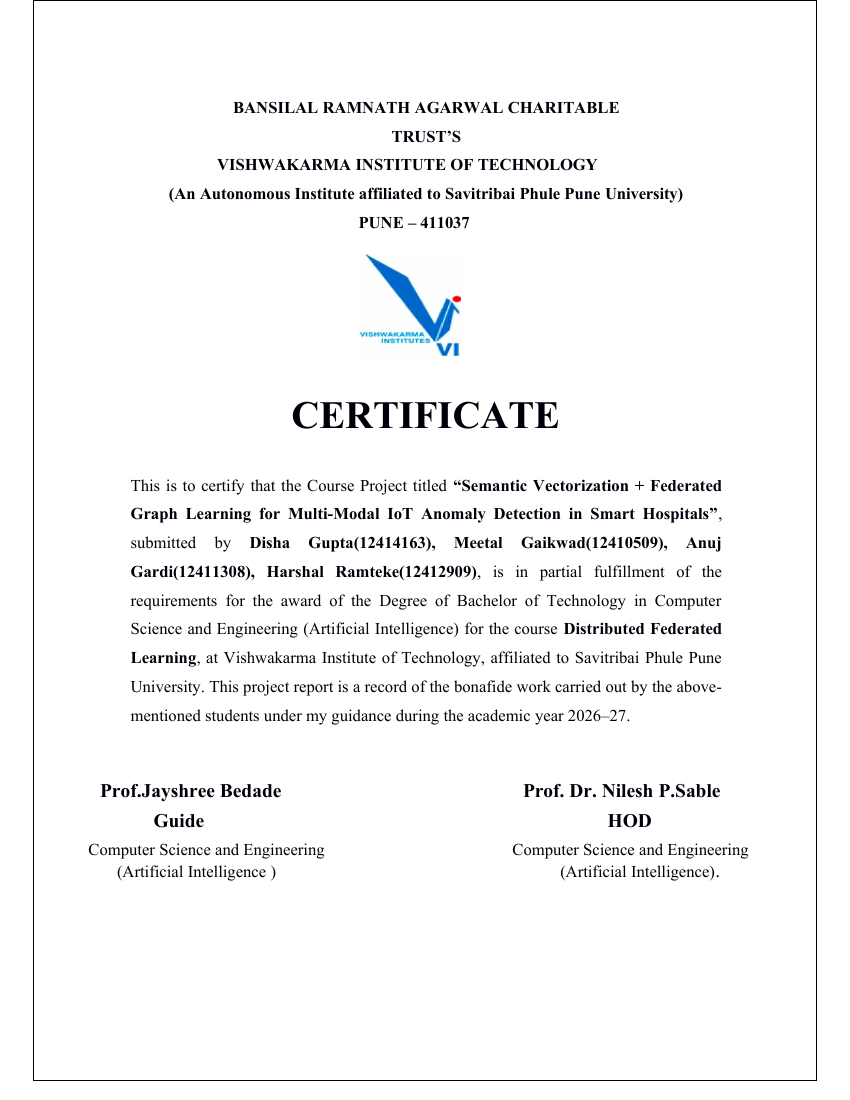 BANSILAL RAMNATH AGARWAL CHARITABLE
TRUST’S
VISHWAKARMA INSTITUTE OF TECHNOLOGY
(An Autonomous Institute affiliated to Savitribai Phule Pune University)
PUNE – 411037
VISHWAKARMA
INSTITUTES
VI
CERTIFICATE
This is to certify that the Course Project titled “Semantic Vectorization + Federated
Graph Learning for Multi-Modal IoT Anomaly Detection in Smart Hospitals”,
submitted by Disha Gupta(12414163), Meetal Gaikwad(12410509), Anuj
Gardi(12411308), Harshal Ramteke(12412909), is in partial fulfillment of the
requirements for the award of the Degree of Bachelor of Technology in Computer
Science and Engineering (Artificial Intelligence) for the course Distributed Federated
Learning, at Vishwakarma Institute of Technology, affiliated to Savitribai Phule Pune
University. This project report is a record of the bonafide work carried out by the above-
mentioned students under my guidance during the academic year 2026–27.
Prof.Jayshree Bedade
Guide
Computer Science and Engineering
(Artificial Intelligence )
Prof. Dr. Nilesh P.Sable
HOD
Computer Science and Engineering
(Artificial Intelligence).